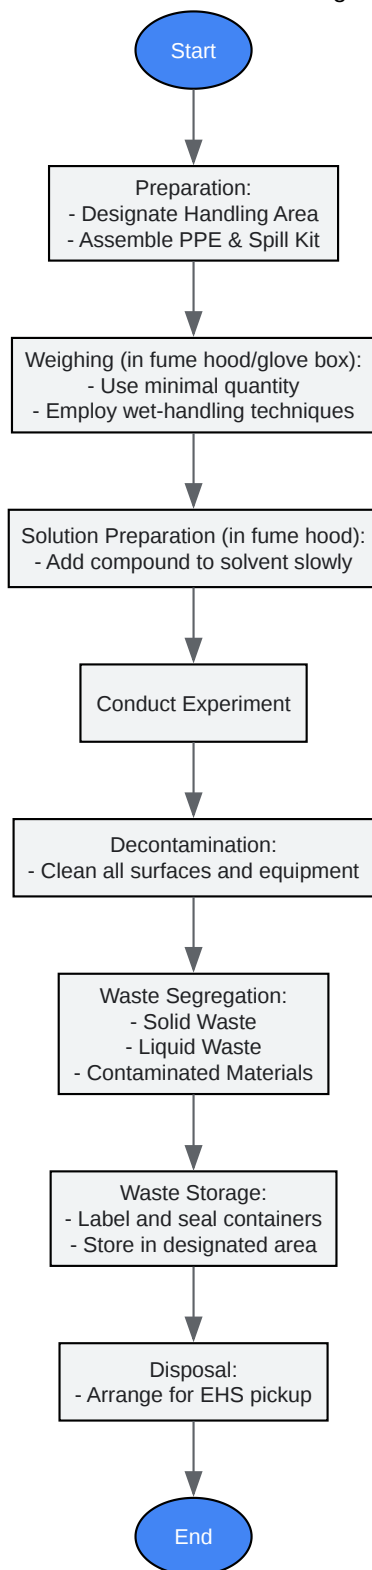 Start
Preparation:
- Designate Handling Area
- Assemble PPE & Spill Kit
Weighing (in fume hood/glove box):
- Use minimal quantity
- Employ wet-handling techniques
Solution Preparation (in fume hood):
- Add compound to solvent slowly
Conduct Experiment
Decontamination:
- Clean all surfaces and equipment
Waste Segregation:
- Solid Waste
- Liquid Waste
- Contaminated Materials
Waste Storage:
- Label and seal containers
- Store in designated area
Disposal:
- Arrange for EHS pickup
End